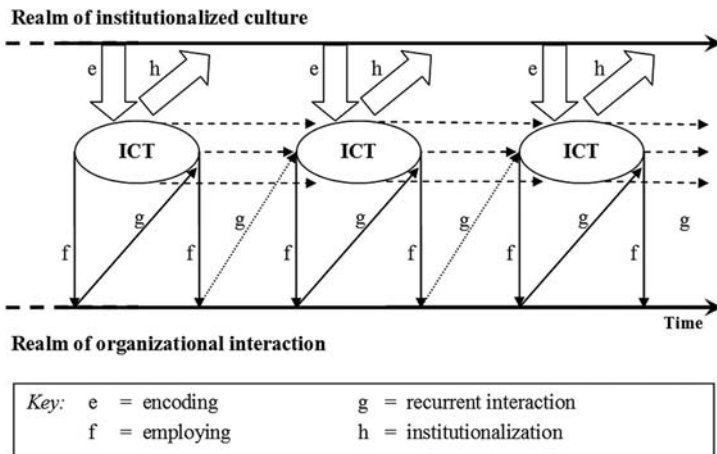 Realm of institutionalized culture
e h e h e h
ICT ICT ICT
g g g g g
f f f f f f
Time
Realm of organizational interaction
Key: e = encoding g = recurrent interaction
f = employing h = institutionalization